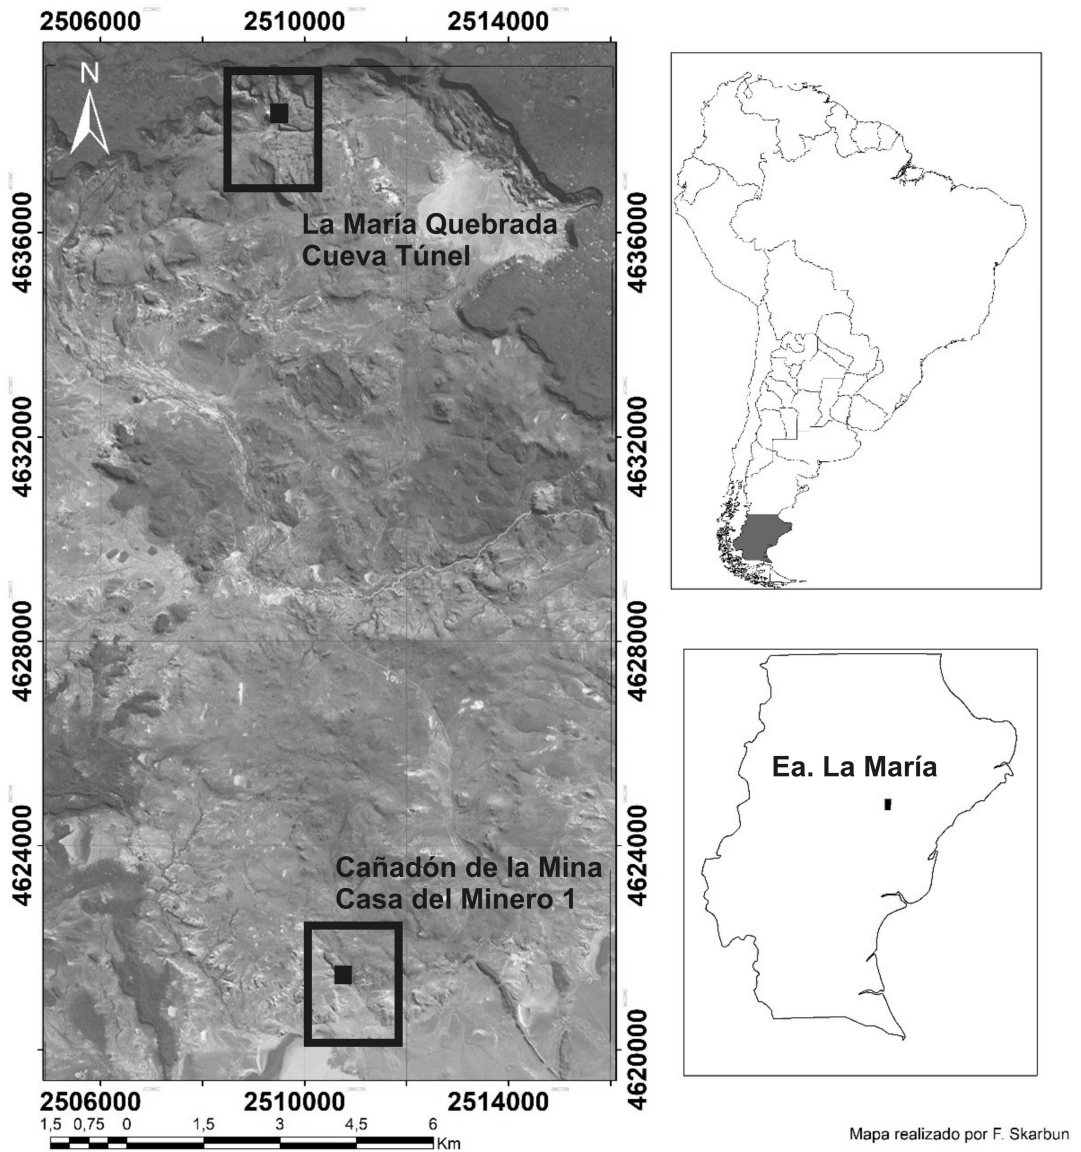 2506000 2510000 2514000
N
La María Quebrada
Cueva Túnel
4636000 4636000
4632000 4632000
4628000 4628000
Ea. La María
4624000 4624000
Cañadón de la Mina
Casa del Minero 1
4620000
2506000 2510000 2514000
1,5 0,75 0 1,5 3 4,5 6
Km
Mapa realizado por F. Skarbun